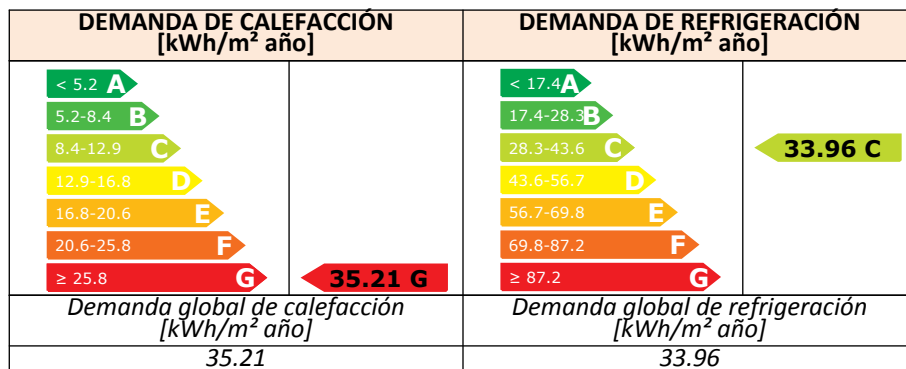 DEMANDA DE CALEFACCIÓN
[kWh/m² año]
DEMANDA DE REFRIGERACIÓN
[kWh/m² año]
< 5.2 A
5.2-8.4 B
8.4-12.9 C
12.9-16.8 D
16.8-20.6 E
20.6-25.8 F
≥ 25.8 G
35.21 G
< 17.4 A
17.4-28.3 B
28.3-43.6 C
43.6-56.7 D
56.7-69.8 E
69.8-87.2 F
≥ 87.2 G
33.96 C
Demanda global de calefacción
[kWh/m² año]
Demanda global de refrigeración
[kWh/m² año]
35.21
33.96